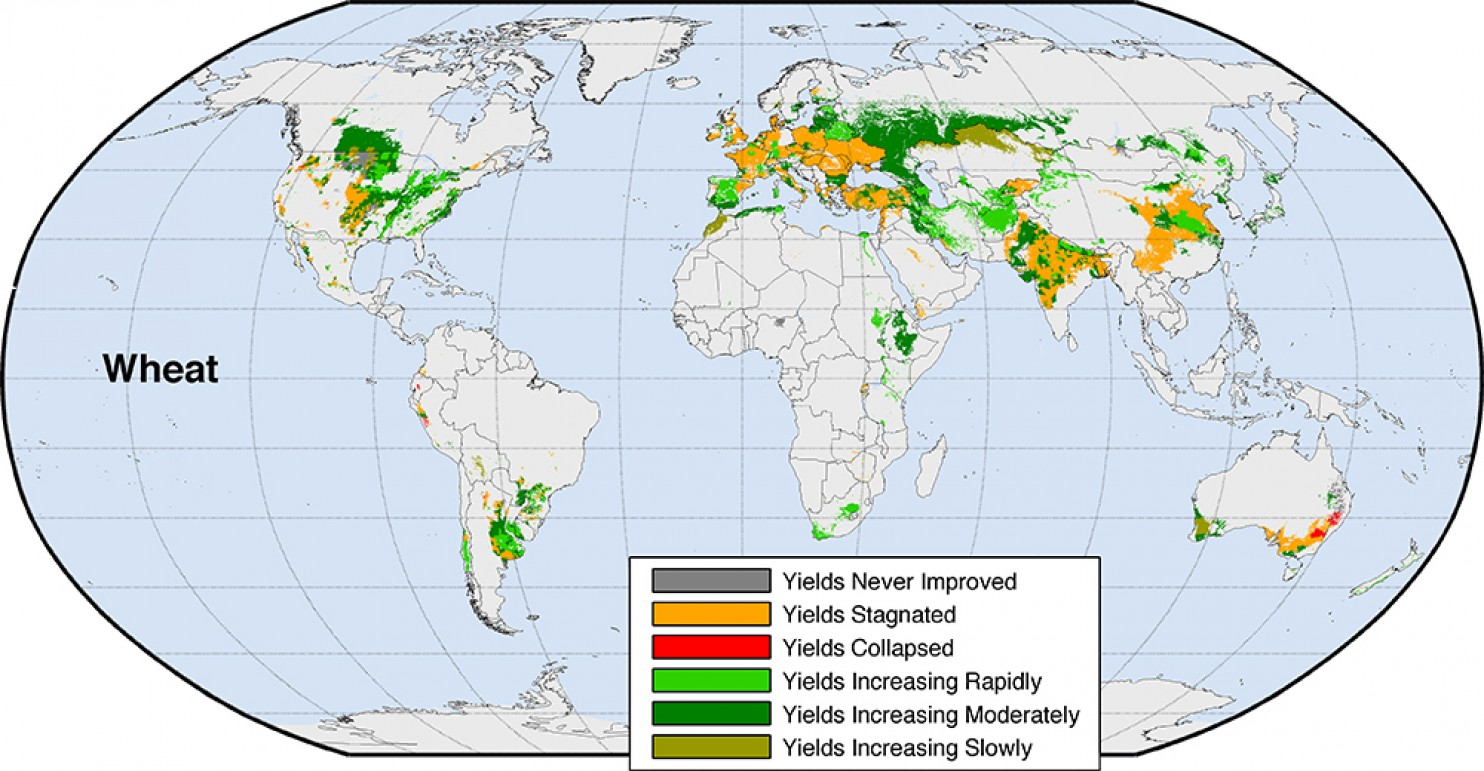 Wheat
Yields Never Improved
Yields Stagnated
Yields Collapsed
Yields Increasing Rapidly
Yields Increasing Moderately
Yields Increasing Slowly